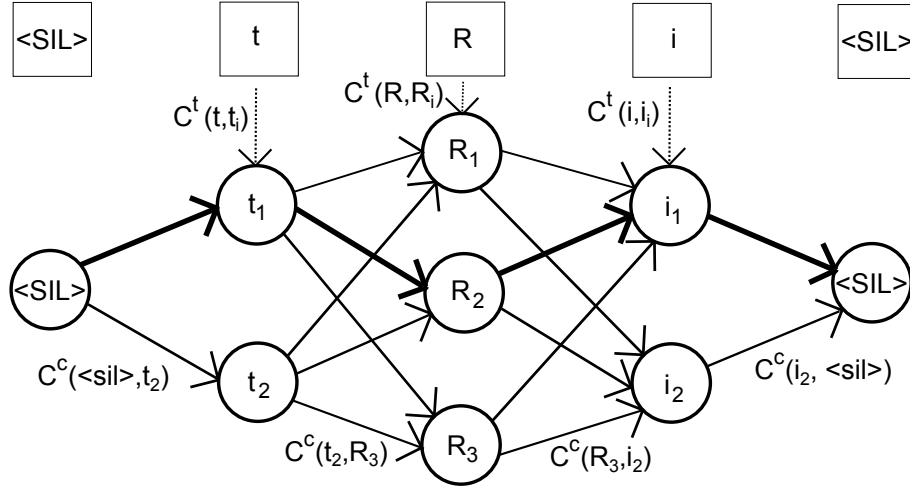 <SIL> t R i <SIL>
C^t(t,t_i) C^t(R,R_i) C^t(i,i_i)
R_1
t_1 i_1
<SIL> R_2 <SIL>
C^c(<sil>,t_2) t_2 i_2 C^c(i_2, <sil>)
C^c(t_2,R_3) R_3 C^c(R_3,i_2)